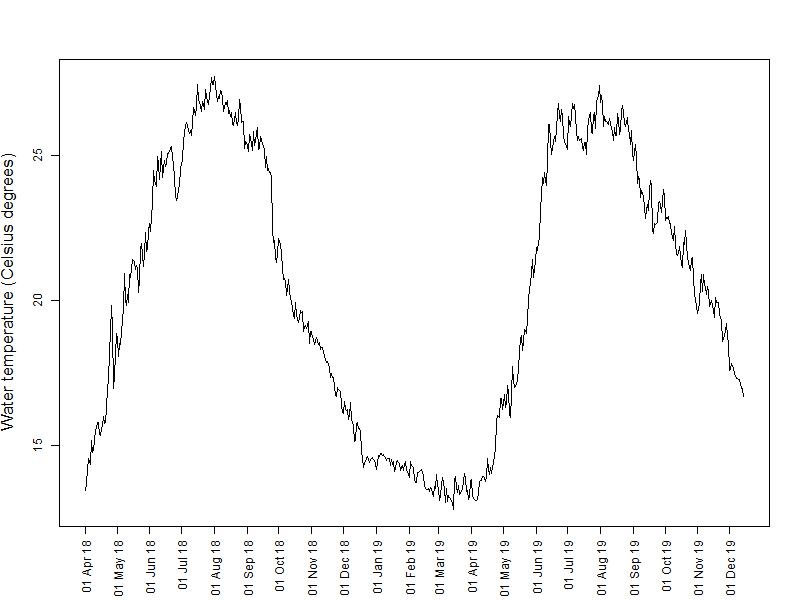 Water temperature (Celsius degrees)
25
20
15
01 Apr 18
01 May 18
01 Jun 18
01 Jul 18
01 Aug 18
01 Sep 18
01 Oct 18
01 Nov 18
01 Dec 18
01 Jan 19
01 Feb 19
01 Mar 19
01 Apr 19
01 May 19
01 Jun 19
01 Jul 19
01 Aug 19
01 Sep 19
01 Oct 19
01 Nov 19
01 Dec 19